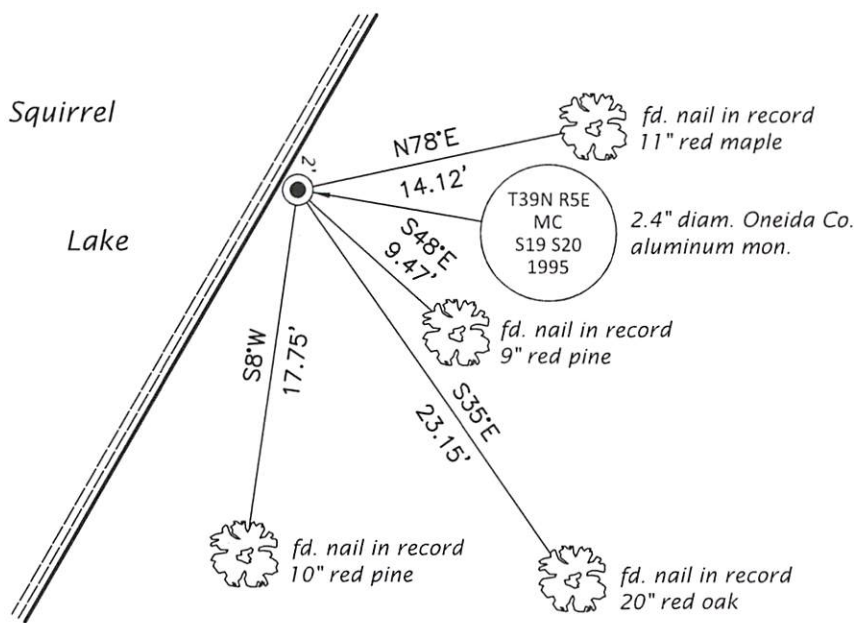 Squirrel
Lake
2'
N78°E
14.12'
fd. nail in record
11" red maple
T39N R5E
MC
S19 S20
1995
2.4" diam. Oneida Co.
aluminum mon.
S48°E
9.47'
fd. nail in record
9" red pine
S8°W
17.75'
S35°E
23.15'
fd. nail in record
10" red pine
fd. nail in record
20" red oak